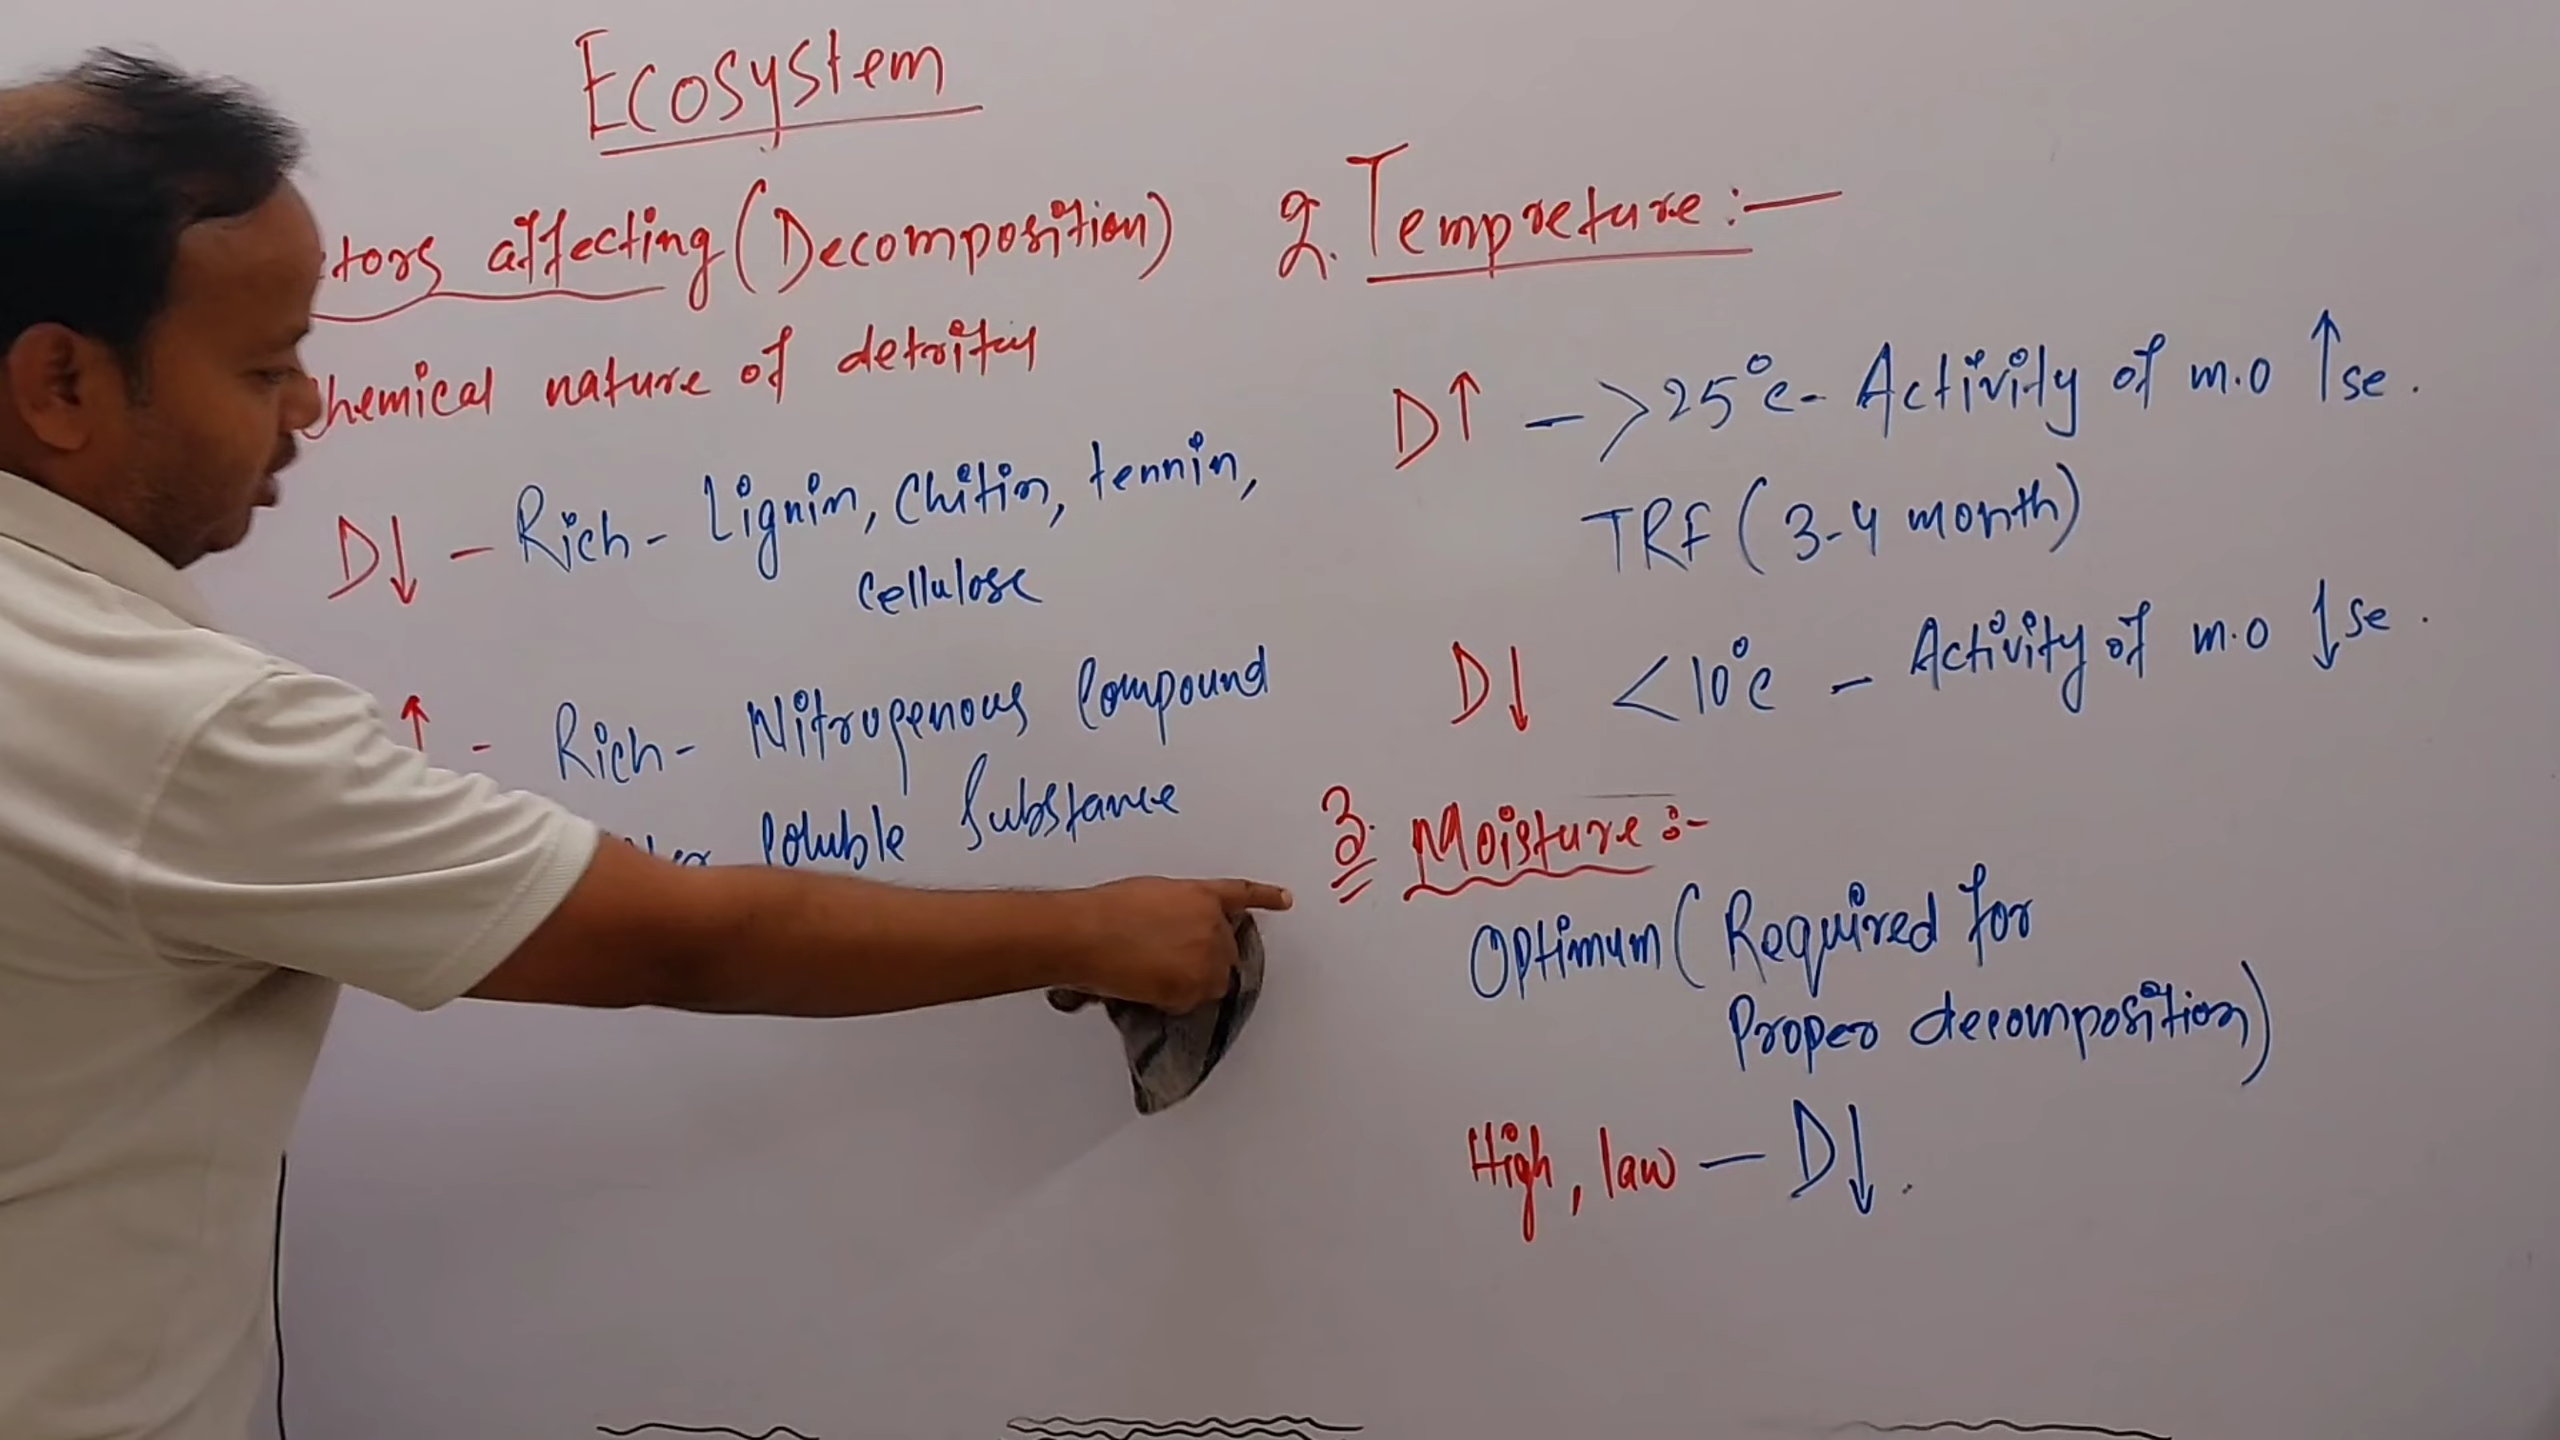 Ecosystem
affecting (Decomposition)
nature of detritus
D↓ - Rich - Lignin, Chitin, tennin,
cellulose
↑ - Rich - Nitrogenous Compound
Soluble Substance
2. Tempreture :-
D↑ - >25°c - Activity of m.o ↑se.
TRF (3-4 month)
D↓ <10°c - Activity of m.o ↓se.
3. Moisture :-
Optimum (Required for
Proper decomposition)
High, law - D↓.